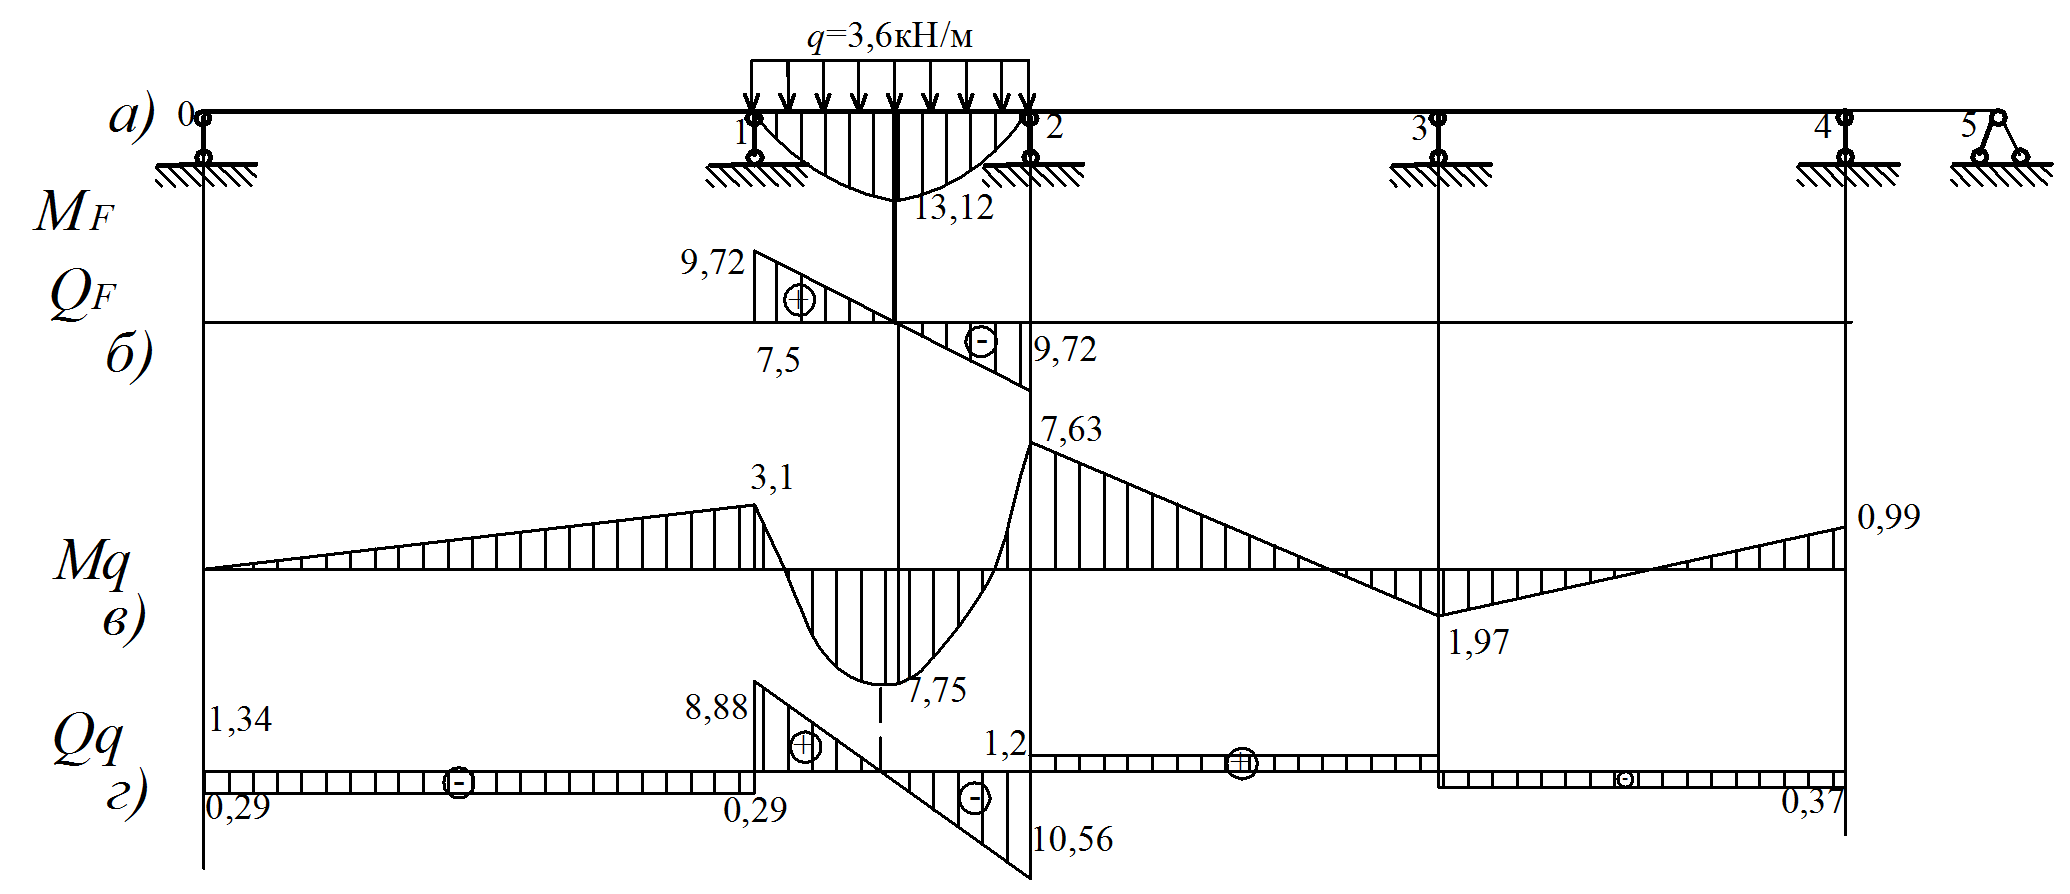 q=3,6кН/м
а) 0 1 2 3 4 5
M_F 13,12
9,72
Q_F + -
б) 7,5 9,72
7,63
3,1
0,99
Mq
в) 1,97
7,75
1,34 8,88
Qq + 1,2 +
г) - - -
0,29 0,29 0,37
10,56